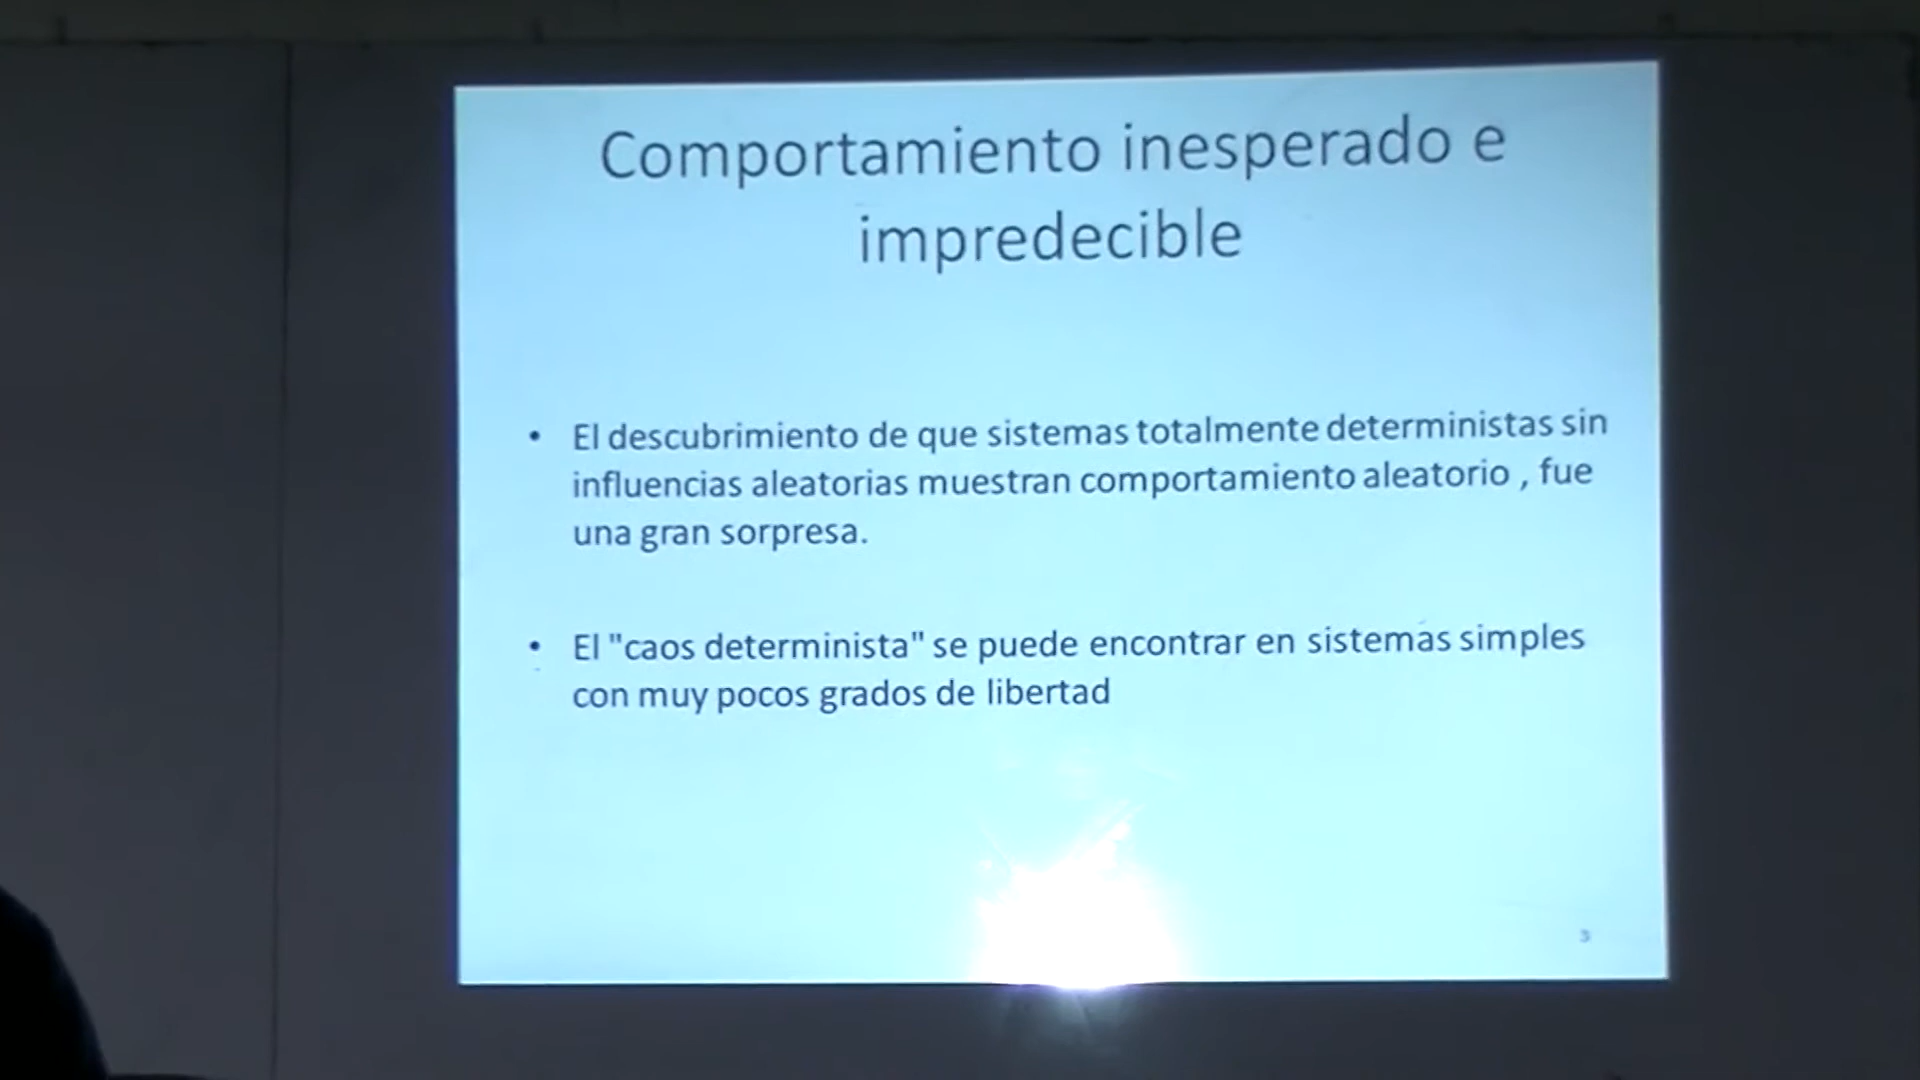 Comportamiento inesperado e
impredecible
• El descubrimiento de que sistemas totalmente deterministas sin
influencias aleatorias muestran comportamiento aleatorio , fue
una gran sorpresa.
• El "caos determinista" se puede encontrar en sistemas simples
con muy pocos grados de libertad
3